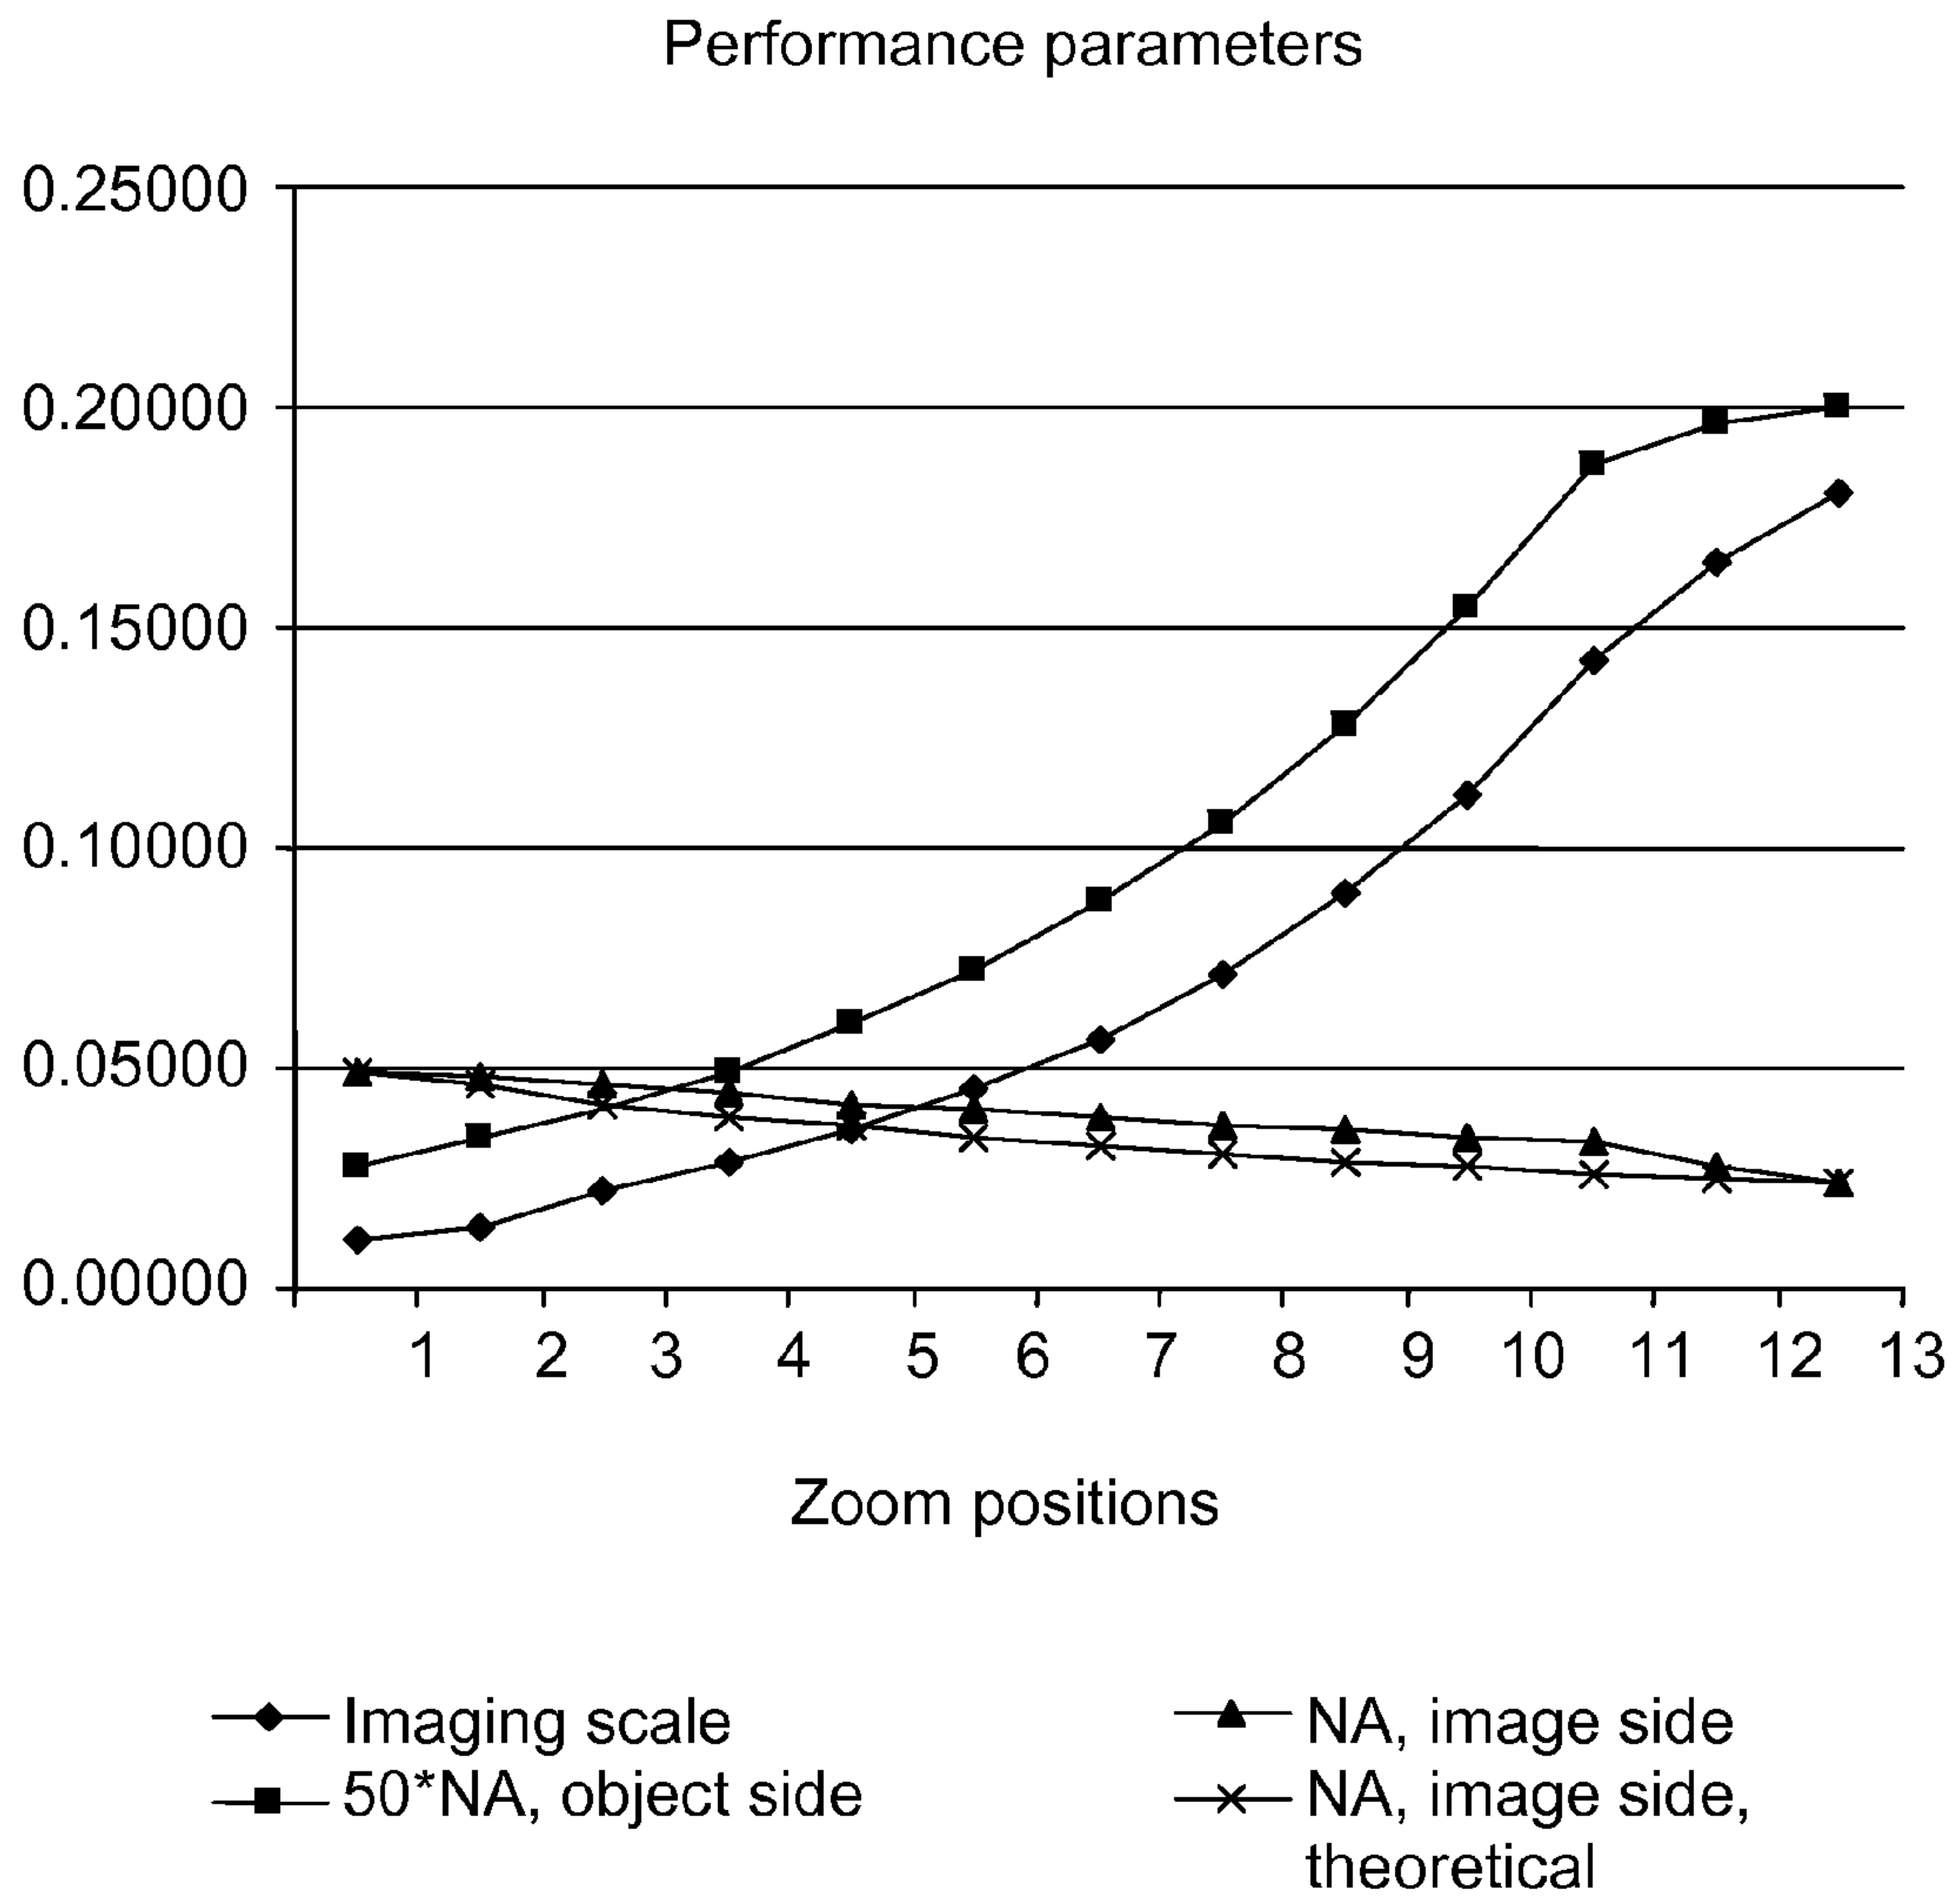 Performance parameters
0.25000
0.20000
0.15000
0.10000
0.05000
0.00000
1 2 3 4 5 6 7 8 9 10 11 12 13
Zoom positions
Imaging scale
50*NA, object side
NA, image side
NA, image side,
theoretical